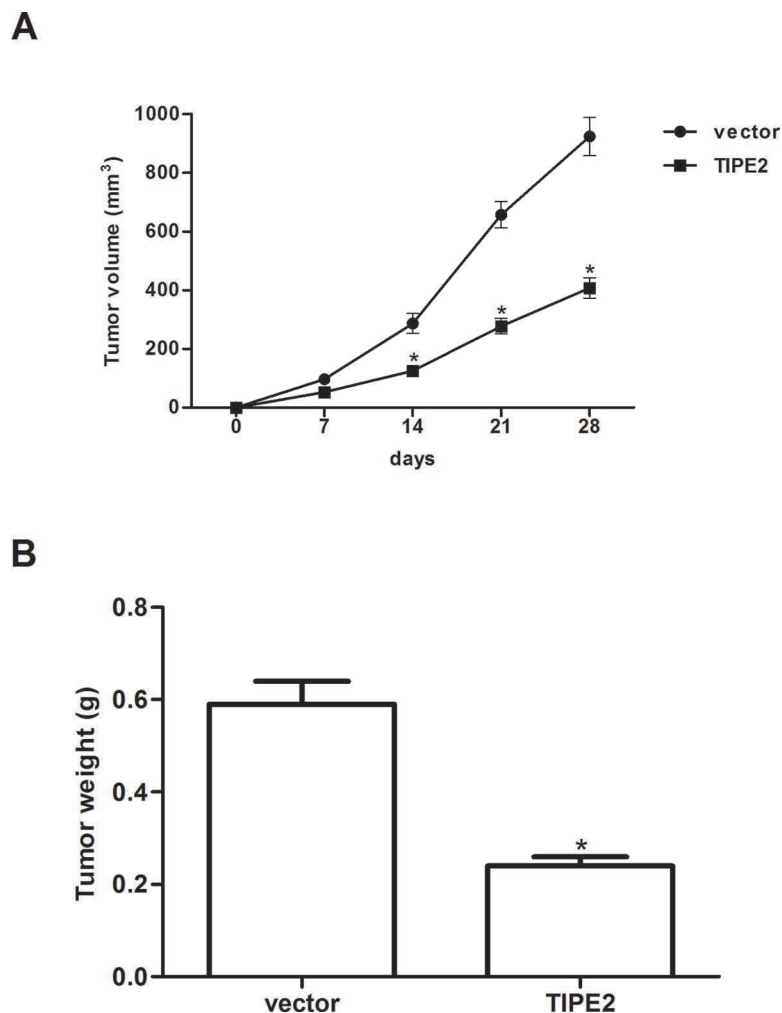 A
1000
800
600
400
200
0
Tumor volume (mm³)
0 7 14 21 28
days
vector
TIPE2
*
*
*
B
0.8
0.6
0.4
0.2
0.0
Tumor weight (g)
*
vector TIPE2